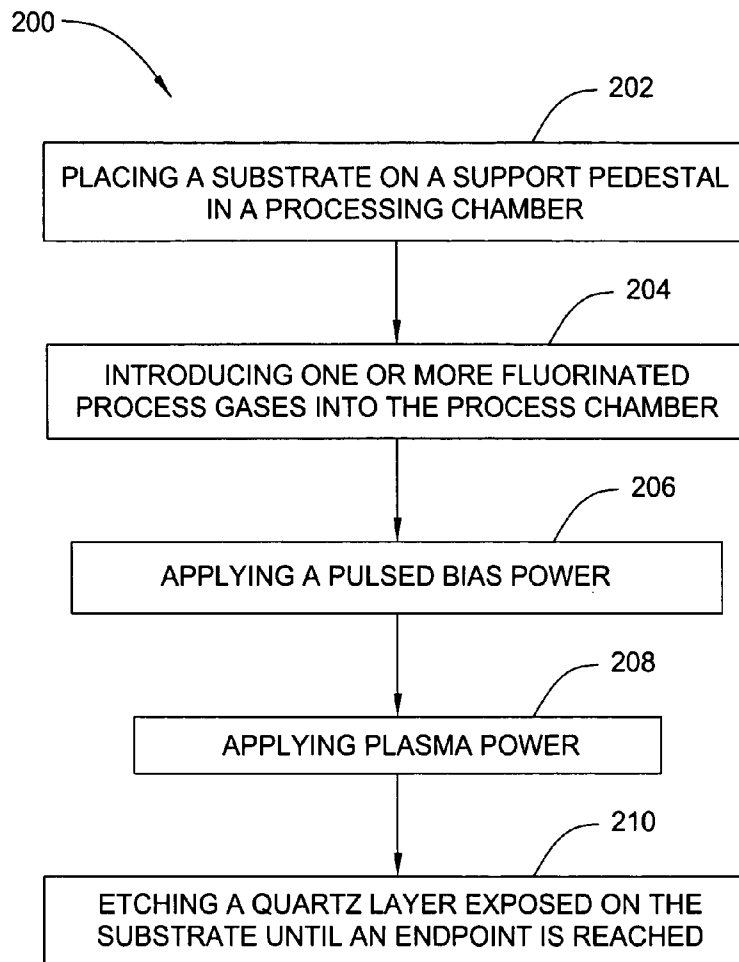 200
202
PLACING A SUBSTRATE ON A SUPPORT PEDESTAL
IN A PROCESSING CHAMBER
204
INTRODUCING ONE OR MORE FLUORINATED
PROCESS GASES INTO THE PROCESS CHAMBER
206
APPLYING A PULSED BIAS POWER
208
APPLYING PLASMA POWER
210
ETCHING A QUARTZ LAYER EXPOSED ON THE
SUBSTRATE UNTIL AN ENDPOINT IS REACHED